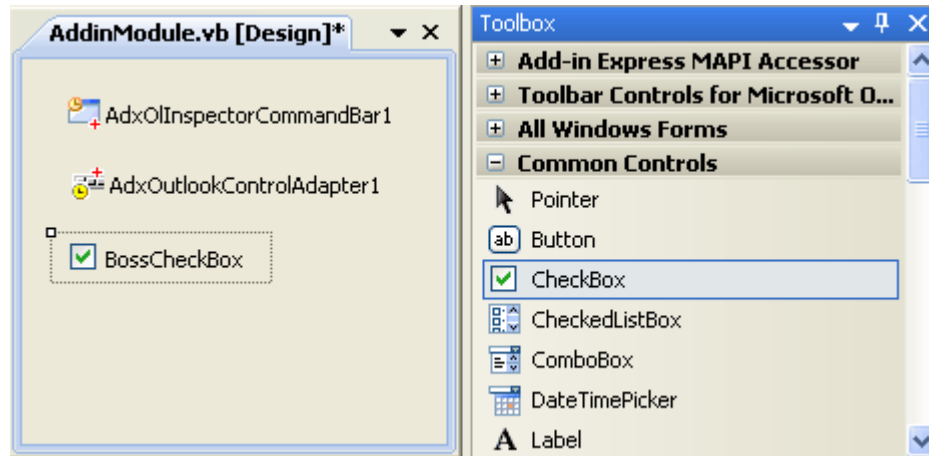 AddinModule.vb [Design]*
AdxOlInspectorCommandBar1
AdxOutlookControlAdapter1
BossCheckBox
Toolbox
Add-in Express MAPI Accessor
Toolbar Controls for Microsoft O...
All Windows Forms
Common Controls
Pointer
ab Button
CheckBox
CheckedListBox
ComboBox
DateTimePicker
A Label